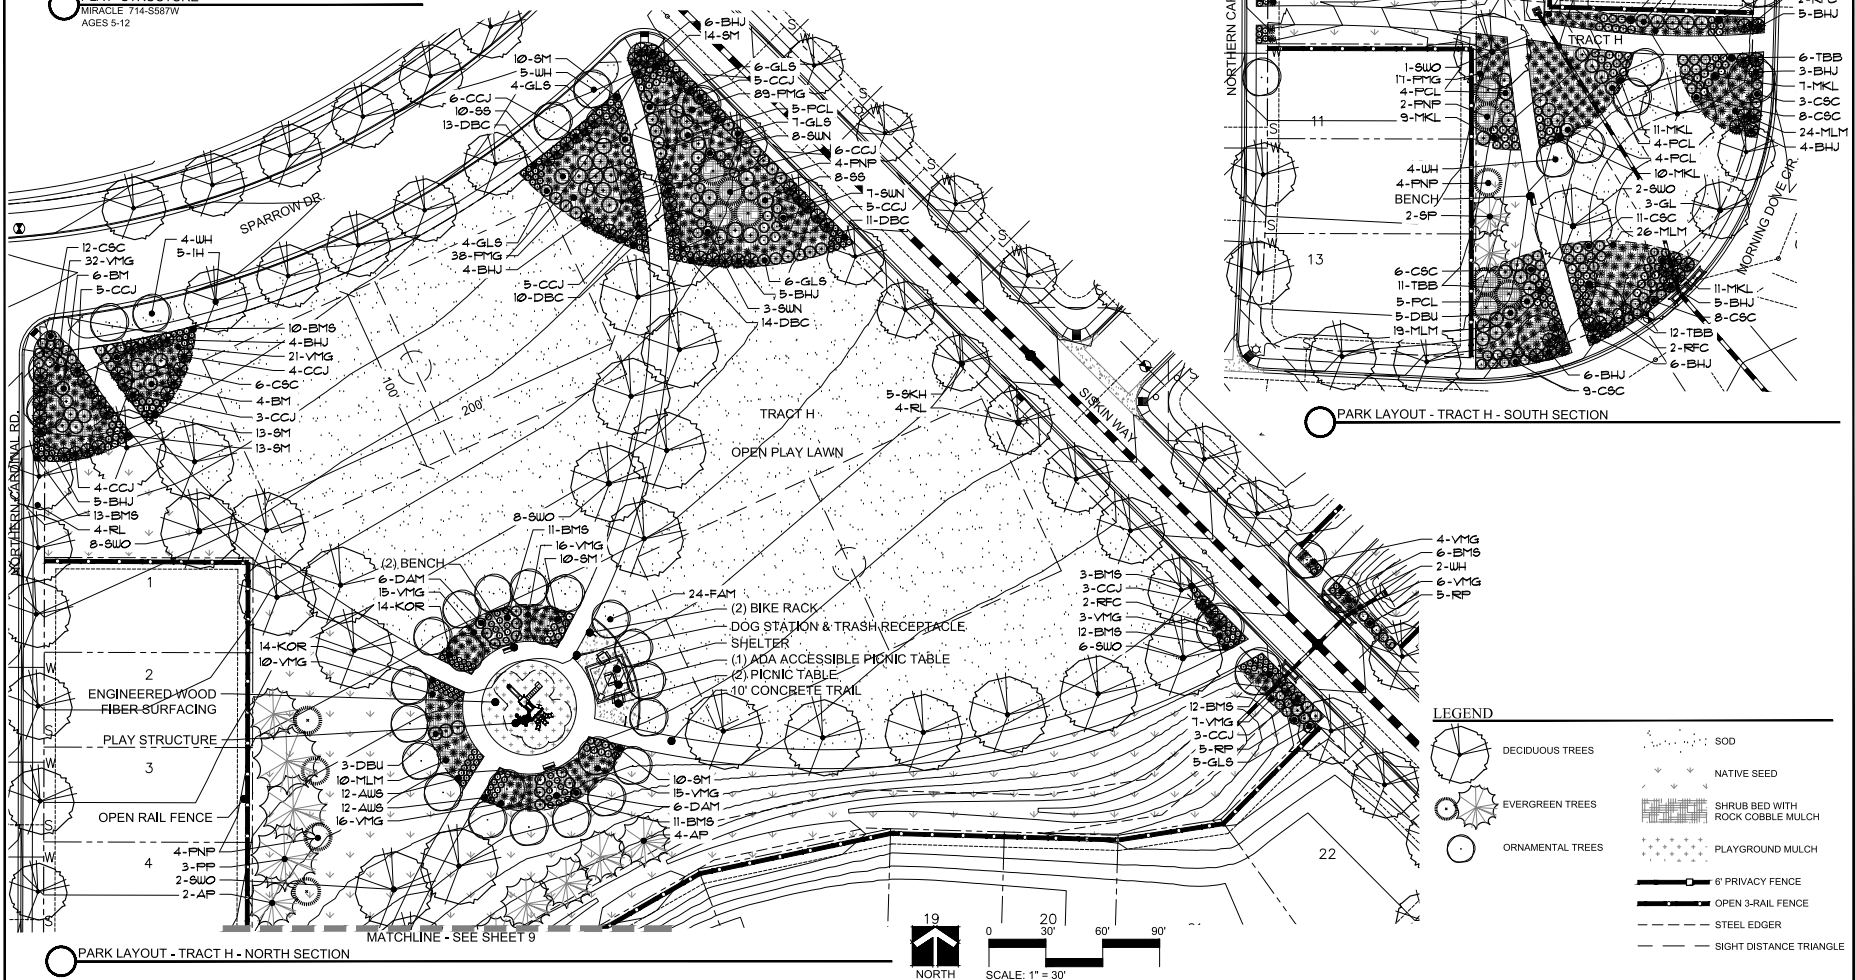 MIRACLE 714-S587W
AGES 5-12
6-BHJ
14-SM
10-SM
5-WH
4-GLS
6-CCJ
10-SS
13-DBC
6-GLS
5-CCJ
89-PMG
5-PCL
7-GLS
8-SWN
6-CCJ
4-PNP
8-SS
7-SWN
5-CCJ
11-DBC
SPARROW DR.
12-CSC
32-VMG
6-BM
5-CCJ
4-WH
5-IH
4-GLS
38-PMG
4-BHJ
5-CCJ
10-DBC
6-GLS
5-BHJ
3-SWN
14-DBC
10-BMS
4-BHJ
21-VMG
4-CCJ
6-CSC
4-BM
3-CCJ
13-SM
13-SM
100'
200'
TRACT H
OPEN PLAY LAWN
5-SKH
4-RL
SISKIN WAY
NORTHERN CARDINAL RD.
4-CCJ
5-BHJ
13-BMS
4-RL
8-SWO
8-SWO
11-BMS
16-VMG
10-SM
(2) BENCH
6-DAM
15-VMG
14-KOR
24-FAM
(2) BIKE RACK
DOG STATION & TRASH RECEPTACLE
SHELTER
(1) ADA ACCESSIBLE PICNIC TABLE
(2) PICNIC TABLE
10' CONCRETE TRAIL
14-KOR
10-VMG
1
2
3
4
ENGINEERED WOOD
FIBER SURFACING
PLAY STRUCTURE
OPEN RAIL FENCE
3-DBU
10-MLM
12-AWS
12-AWS
16-VMG
10-SM
15-VMG
6-DAM
11-BMS
4-AP
4-PNP
3-PP
2-SWO
2-AP
3-BMS
3-CCJ
2-RFC
3-VMG
12-BMS
6-SWO
4-VMG
6-BMS
2-WH
6-VMG
5-RP
12-BMS
7-VMG
3-CCJ
5-RP
5-GLS
22
19
20
MATCHLINE - SEE SHEET 9
PARK LAYOUT - TRACT H - NORTH SECTION
NORTH
0 30' 60' 90'
SCALE: 1" = 30'
NORTHERN CAR
TRACT H
5-BHJ
1-SWO
17-PMG
4-PCL
2-PNP
9-MKL
11
13
4-WH
4-PNP
BENCH
2-SP
6-CSC
11-TBB
5-PCL
5-DBU
19-MLM
6-TBB
3-BHJ
7-MKL
3-CSC
8-CSC
24-MLM
4-BHJ
11-MKL
4-PCL
4-PCL
10-MKL
2-SWO
3-GL
11-CSC
26-MLM
MORNING DOVE CIR.
11-MKL
5-BHJ
8-CSC
12-TBB
2-RFC
6-BHJ
6-BHJ
9-CSC
PARK LAYOUT - TRACT H - SOUTH SECTION
LEGEND
DECIDUOUS TREES
EVERGREEN TREES
ORNAMENTAL TREES
SOD
NATIVE SEED
SHRUB BED WITH
ROCK COBBLE MULCH
PLAYGROUND MULCH
6' PRIVACY FENCE
OPEN 3-RAIL FENCE
STEEL EDGER
SIGHT DISTANCE TRIANGLE